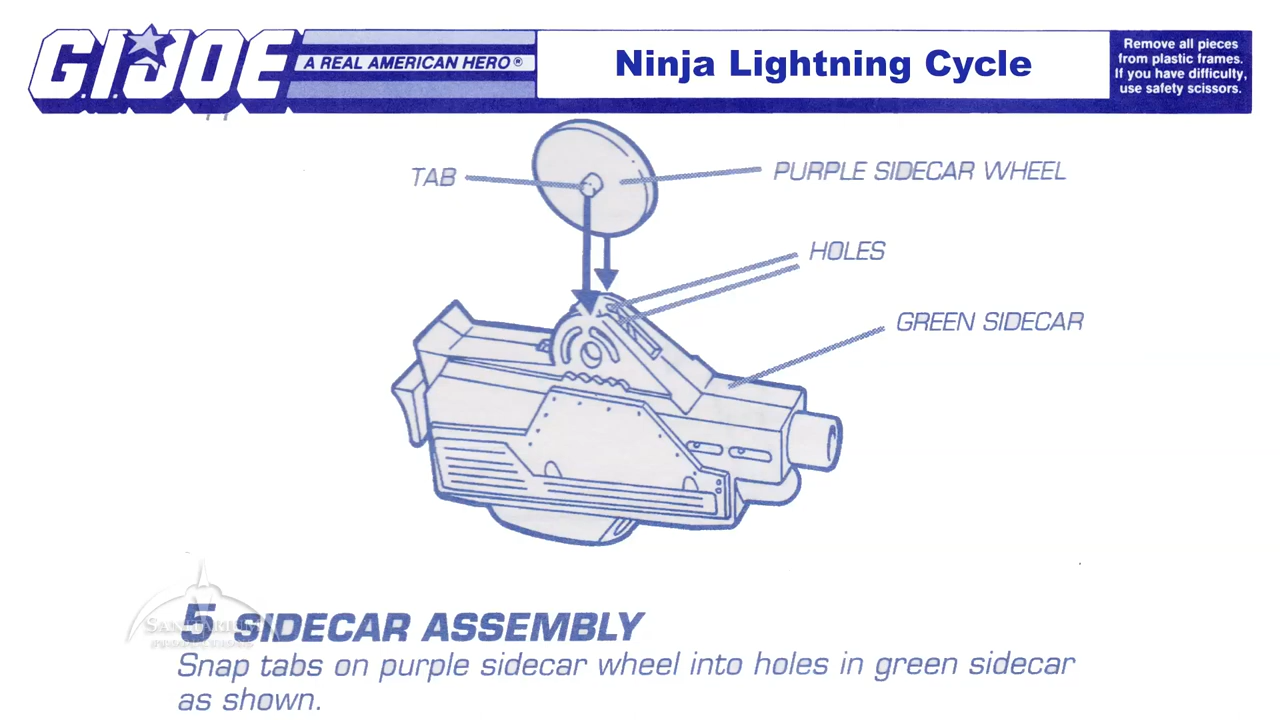 G.I. JOE
A REAL AMERICAN HERO®
Ninja Lightning Cycle
Remove all pieces
from plastic frames.
If you have difficulty,
use safety scissors.
TAB
PURPLE SIDECAR WHEEL
HOLES
GREEN SIDECAR
5 SIDECAR ASSEMBLY
SANITARIUM
PRODUCTIONS
Snap tabs on purple sidecar wheel into holes in green sidecar
as shown.